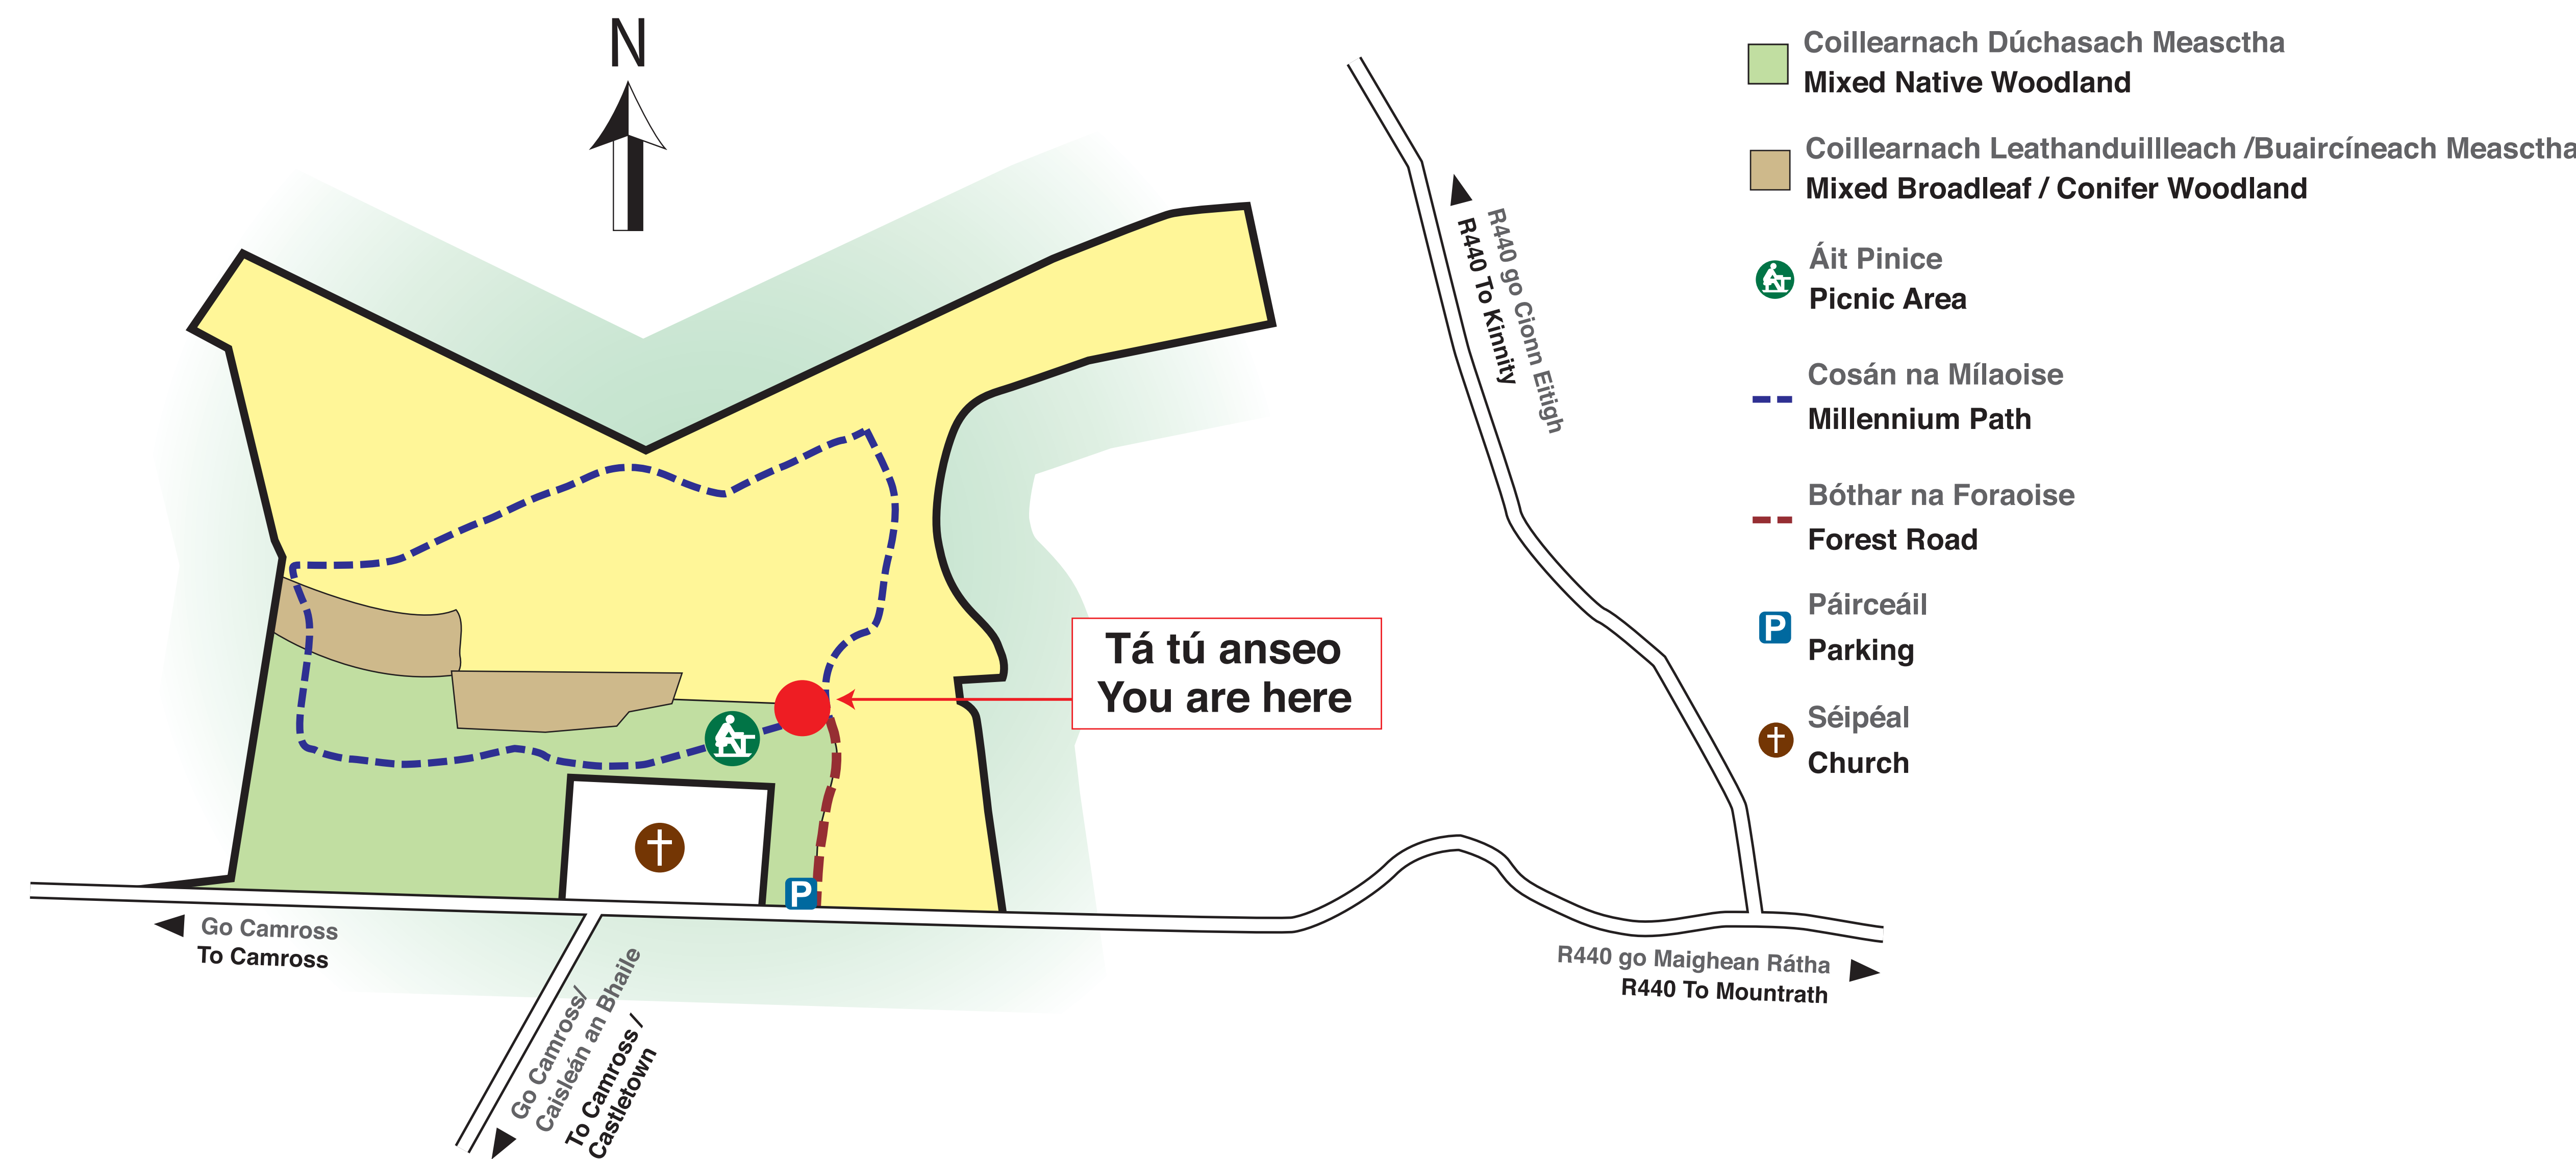 N
Coillearnach Dúchasach Measctha
Mixed Native Woodland
Coillearnach Leathanduillleach /Buaircíneach Measctha
Mixed Broadleaf / Conifer Woodland
Áit Pinice
Picnic Area
Cosán na Mílaoise
Millennium Path
Bóthar na Foraoise
Forest Road
P
Páirceáil
Parking
Séipéal
Church
R440 go Cionn Eitigh
R440 To Kinnity
Tá tú anseo
You are here
P
Go Camross
To Camross
Go Camross/
Caisleán an Bhaile
To Camross /
Castletown
R440 go Maighean Rátha
R440 To Mountrath